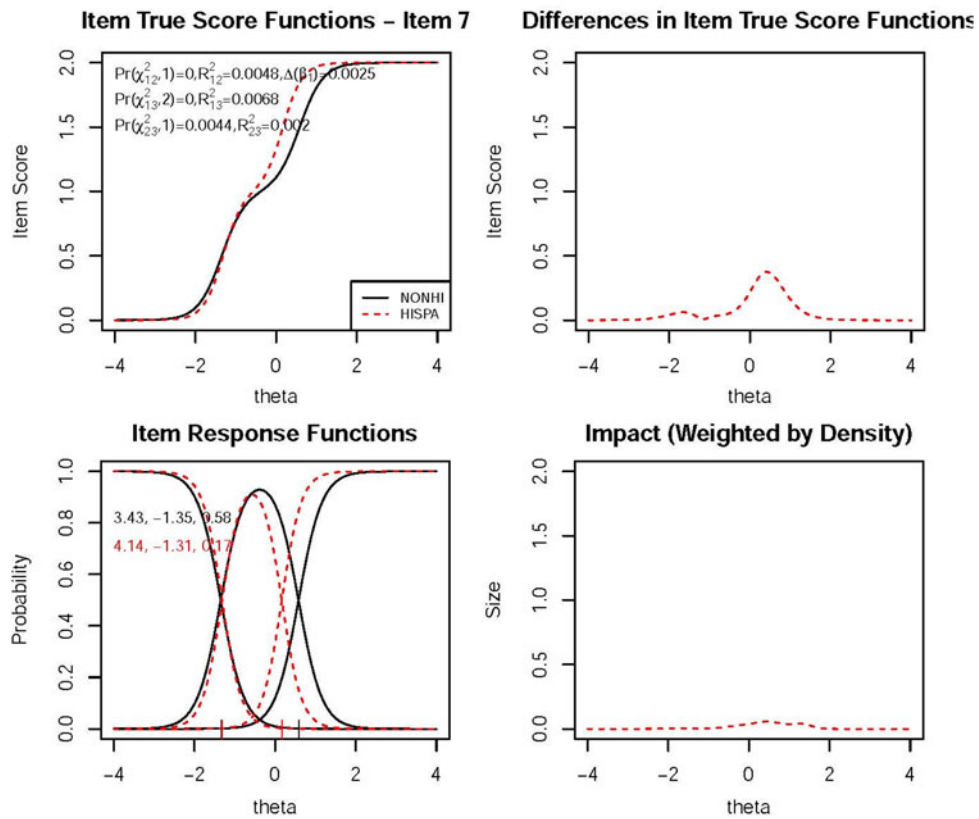 Item True Score Functions – Item 7
Pr(χ²₁₂,1)=0,R²₁₂=0.0048,Δ(β₁)=0.0025
Pr(χ²₁₃,2)=0,R²₁₃=0.0068
Pr(χ²₂₃,1)=0.0044,R²₂₃=0.002
Item Score
0.0 0.5 1.0 1.5 2.0
NONHI
HISPA
−4 −2 0 2 4
theta
Differences in Item True Score Functions
Item Score
0.0 0.5 1.0 1.5 2.0
−4 −2 0 2 4
theta
Item Response Functions
3.43, −1.35, 0.58
4.14, −1.31, 0.17
Probability
0.0 0.2 0.4 0.6 0.8 1.0
−4 −2 0 2 4
theta
Impact (Weighted by Density)
Size
0.0 0.5 1.0 1.5 2.0
−4 −2 0 2 4
theta